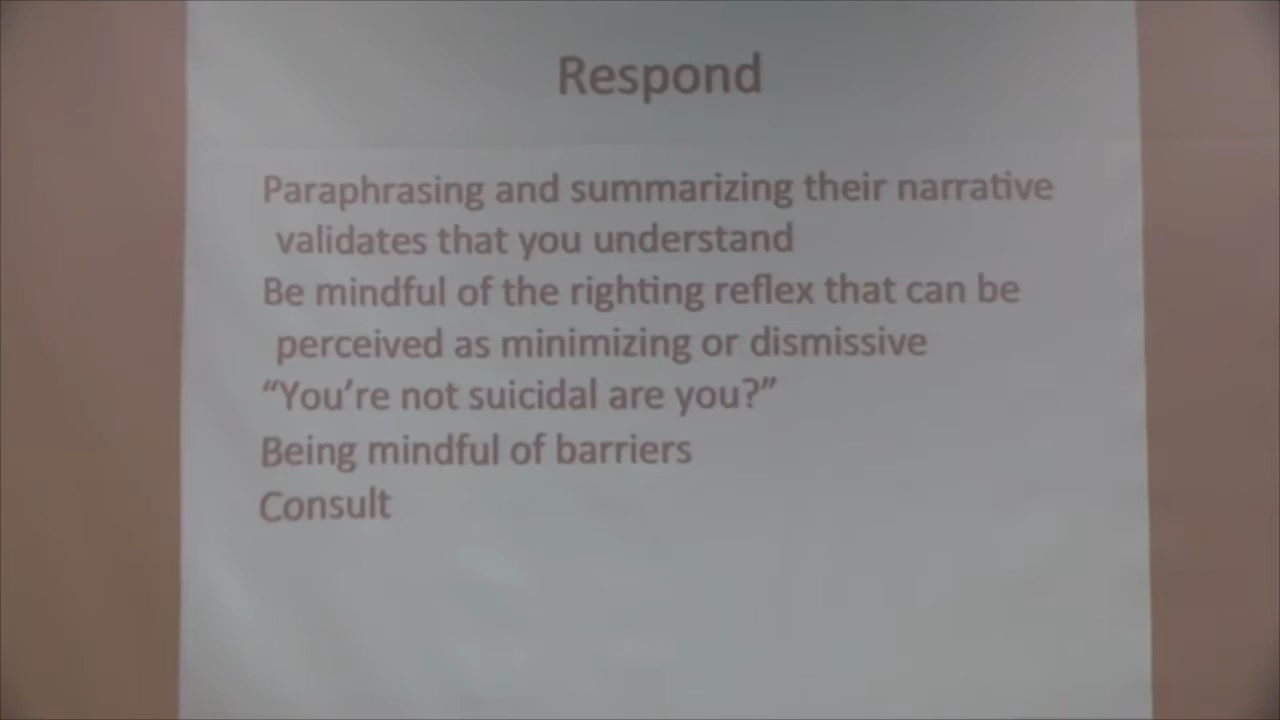 Respond
Paraphrasing and summarizing their narrative
validates that you understand
Be mindful of the righting reflex that can be
perceived as minimizing or dismissive
“You’re not suicidal are you?”
Being mindful of barriers
Consult